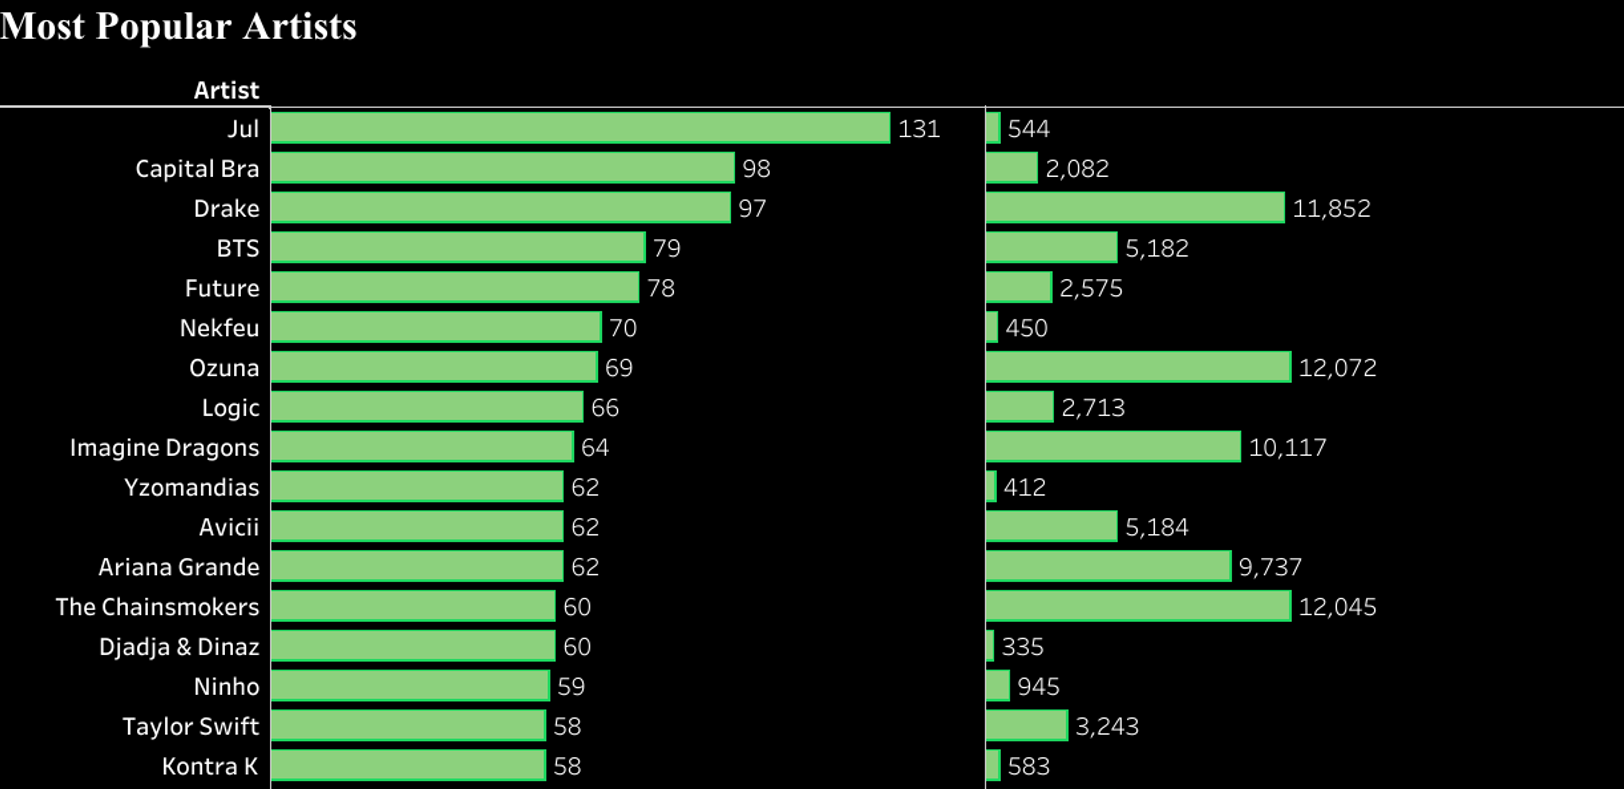 Most Popular Artists
Artist
Jul 131 544
Capital Bra 98 2,082
Drake 97 11,852
BTS 79 5,182
Future 78 2,575
Nekfeu 70 450
Ozuna 69 12,072
Logic 66 2,713
Imagine Dragons 64 10,117
Yzomandias 62 412
Avicii 62 5,184
Ariana Grande 62 9,737
The Chainsmokers 60 12,045
Djadja & Dinaz 60 335
Ninho 59 945
Taylor Swift 58 3,243
Kontra K 58 583